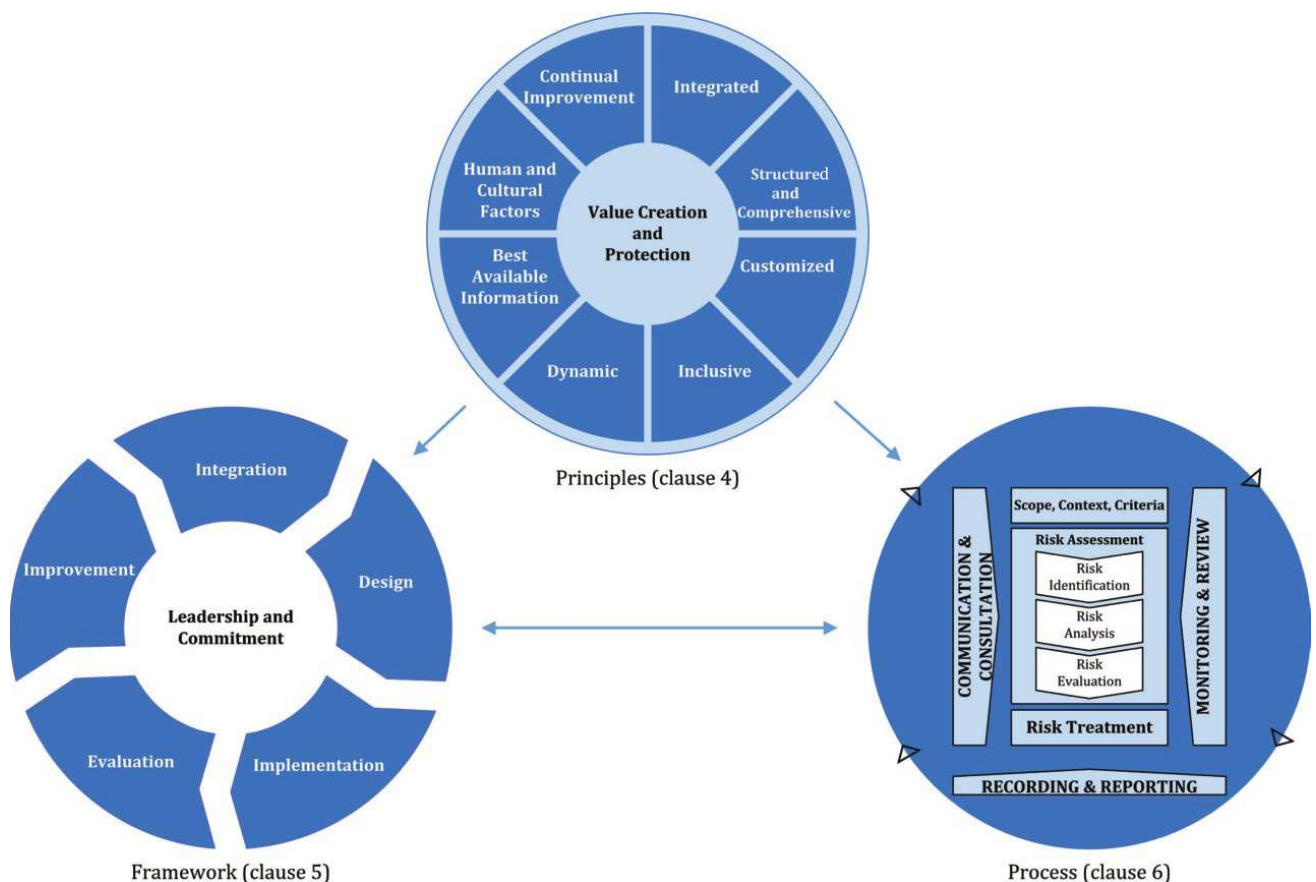 Continual
Improvement
Integrated
Structured
and
Comprehensive
Customized
Inclusive
Dynamic
Best
Available
Information
Human and
Cultural
Factors
Value Creation
and
Protection
Principles (clause 4)
Integration
Design
Implementation
Evaluation
Improvement
Leadership and
Commitment
Framework (clause 5)
Scope, Context, Criteria
Risk Assessment
Risk
Identification
Risk
Analysis
Risk
Evaluation
Risk Treatment
COMMUNICATION &
CONSULTATION
MONITORING & REVIEW
RECORDING & REPORTING
Process (clause 6)